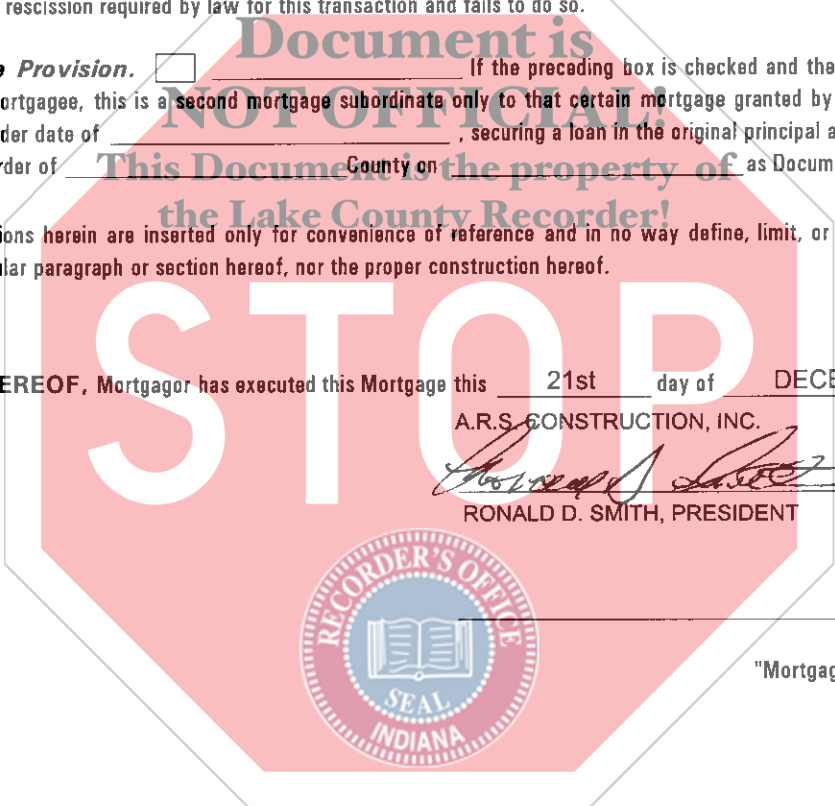 rescission required by law for this transaction and fails to do so.
Document is
Provision. If the preceding box is checked and the
ortgagee, this is a second mortgage subordinate only to that certain mortgage granted by
NOT OFFICIAL!
der date of , securing a loan in the original principal a
This Document is the property of
rder of County on as Docum
the Lake County Recorder!
ions herein are inserted only for convenience of reference and in no way define, limit, or
lar paragraph or section hereof, nor the proper construction hereof.
STOP
EREOF, Mortgagor has executed this Mortgage this 21st day of DECE
A.R.S. CONSTRUCTION, INC.
RONALD D. SMITH, PRESIDENT
RECORDER'S OFFICE
SEAL
INDIANA
"Mortgag